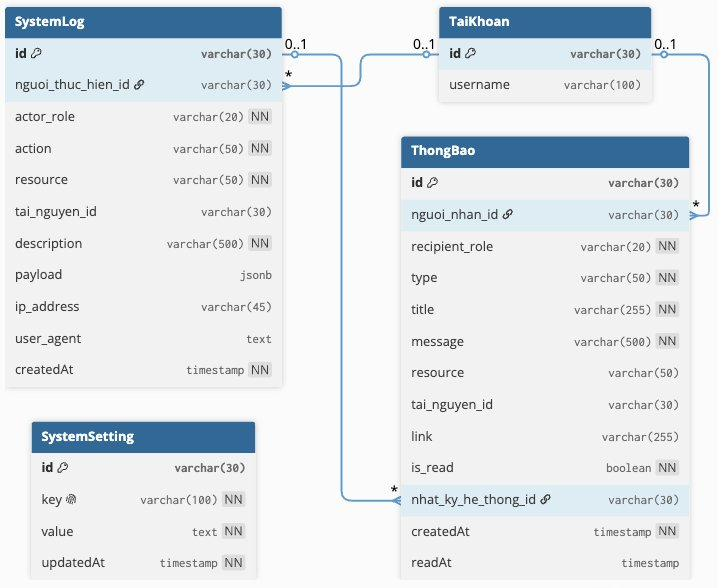 SystemLog
id varchar(30)
nguoi_thuc_hien_id varchar(30)
actor_role varchar(20) NN
action varchar(50) NN
resource varchar(50) NN
tai_nguyen_id varchar(30)
description varchar(500) NN
payload jsonb
ip_address varchar(45)
user_agent text
createdAt timestamp NN
0..1
*
0..1
TaiKhoan
id varchar(30)
username varchar(100)
0..1
*
ThongBao
id varchar(30)
nguoi_nhan_id varchar(30)
recipient_role varchar(20) NN
type varchar(50) NN
title varchar(255) NN
message varchar(500) NN
resource varchar(50)
tai_nguyen_id varchar(30)
link varchar(255)
is_read boolean NN
*
nhat_ky_he_thong_id varchar(30)
createdAt timestamp NN
readAt timestamp
SystemSetting
id varchar(30)
key varchar(100) NN
value text NN
updatedAt timestamp NN